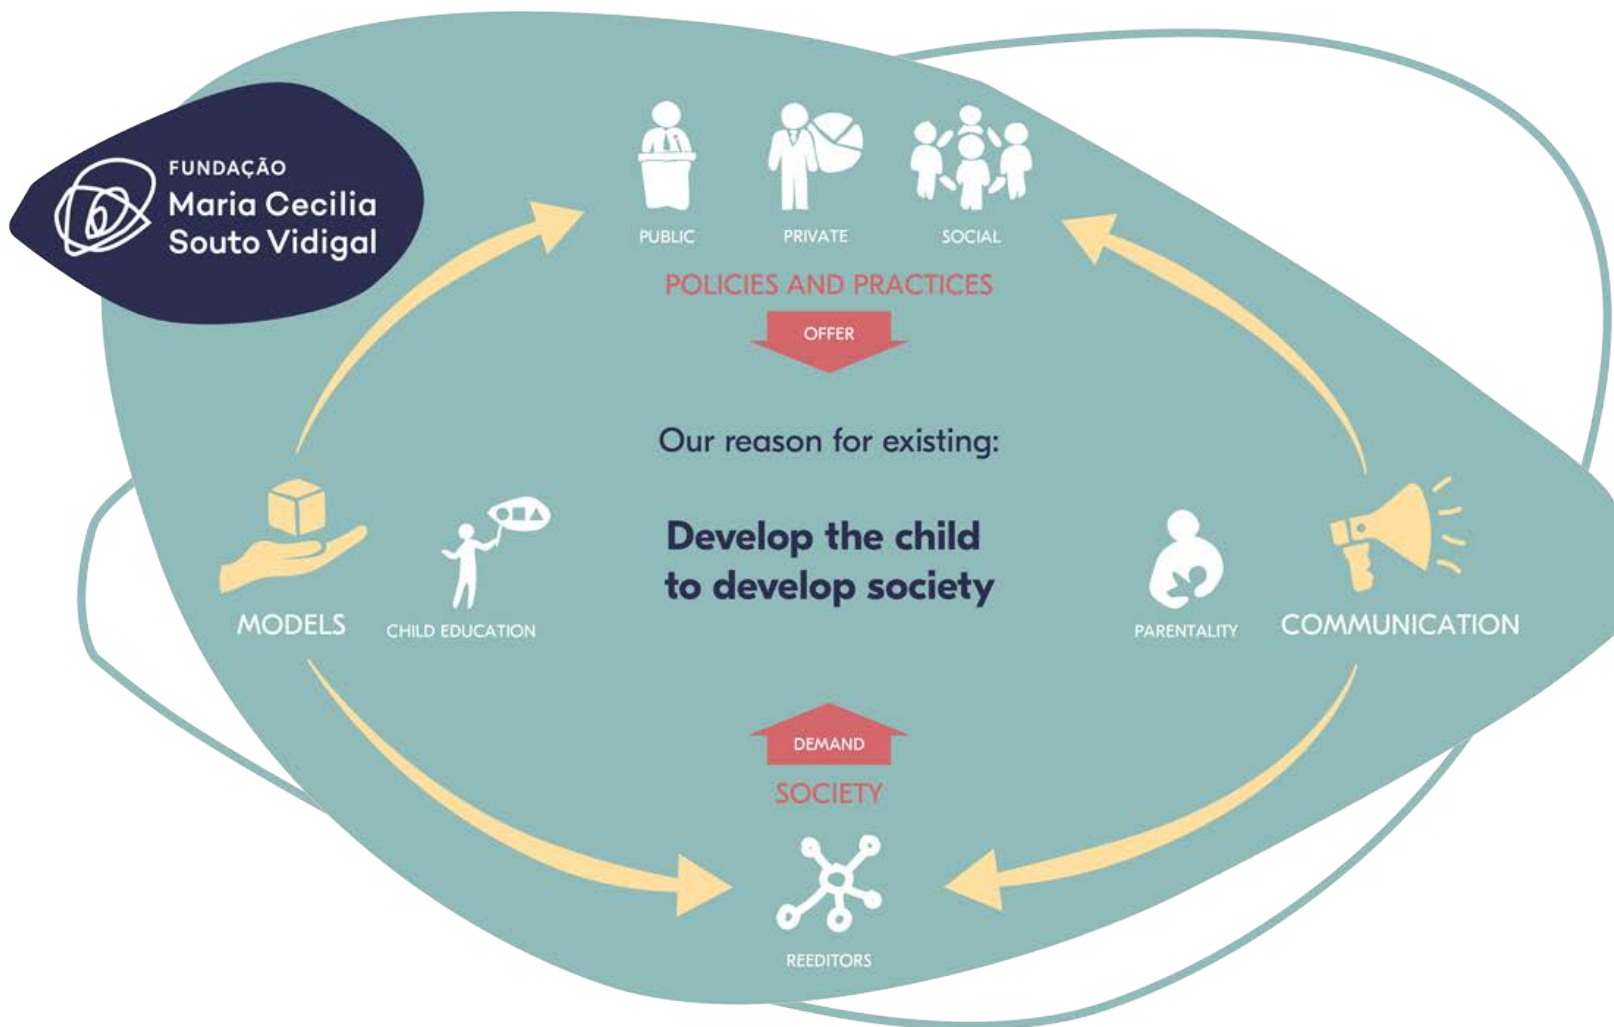 FUNDAÇÃO
Maria Cecilia
Souto Vidigal
PUBLIC
PRIVATE
SOCIAL
POLICIES AND PRACTICES
OFFER
Our reason for existing:
Develop the child
to develop society
MODELS
CHILD EDUCATION
PARENTALITY
COMMUNICATION
DEMAND
SOCIETY
REEDITORS